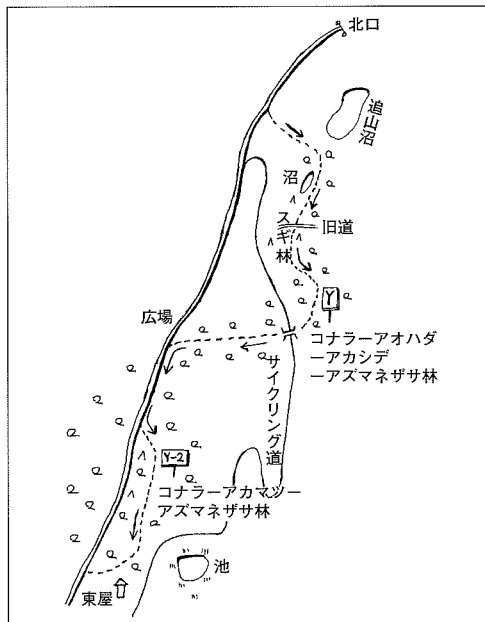 北口
追山沼
沼
スギ林
旧道
Y
広場
コナラーアオハダ
ーアカシデ
ーアズマネザサ林
サイクリング道
Y-2
コナラーアカマツー
アズマネザサ林
池
東屋